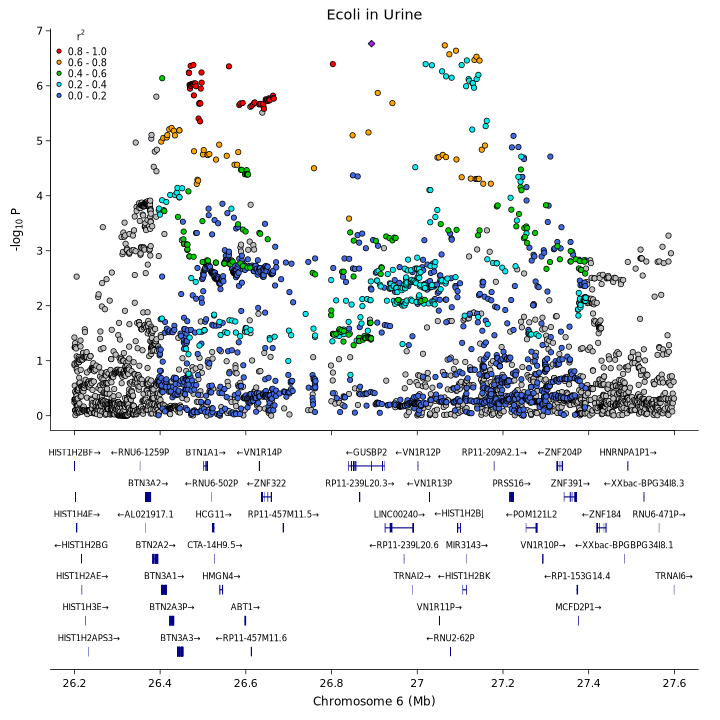 Ecoli in Urine
r2
0.8 - 1.0
0.6 - 0.8
0.4 - 0.6
0.2 - 0.4
0.0 - 0.2
7
6
5
4
3
2
1
0
-log10 P
HIST1H2BF→ ←RNU6-1259P BTN1A1→ ←VN1R14P ←GUSBP2 ←VN1R12P RP11-209A2.1→ ←ZNF204P HNRNPA1P1→
BTN3A2→ ←RNU6-502P ←ZNF322 RP11-239L20.3→ ←VN1R13P PRSS16→ ZNF391→ ←XXbac-BPG34I8.3
HIST1H4E→ ←AL021917.1 HCG11→ RP11-457M11.5→ LINC00240→ ←HIST1H2BJ ←POM121L2 ←ZNF184 RNU6-471P→
←HIST1H2BG BTN2A2→ CTA-14H9.5→ ←RP11-239L20.6 MIR3143→ VN1R10P→ ←XXbac-BPGBPG34I8.1
HIST1H2AE→ BTN3A1→ HMGN4→ TRNAI2→ ←HIST1H2BK ←RP1-153G14.4 TRNAI6→
HIST1H3E→ BTN2A3P→ ABT1→ VN1R11P→ MCFD2P1→
HIST1H2APS3→ BTN3A3→ ←RP11-457M11.6 ←RNU2-62P
26.2 26.4 26.6 26.8 27 27.2 27.4 27.6
Chromosome 6 (Mb)